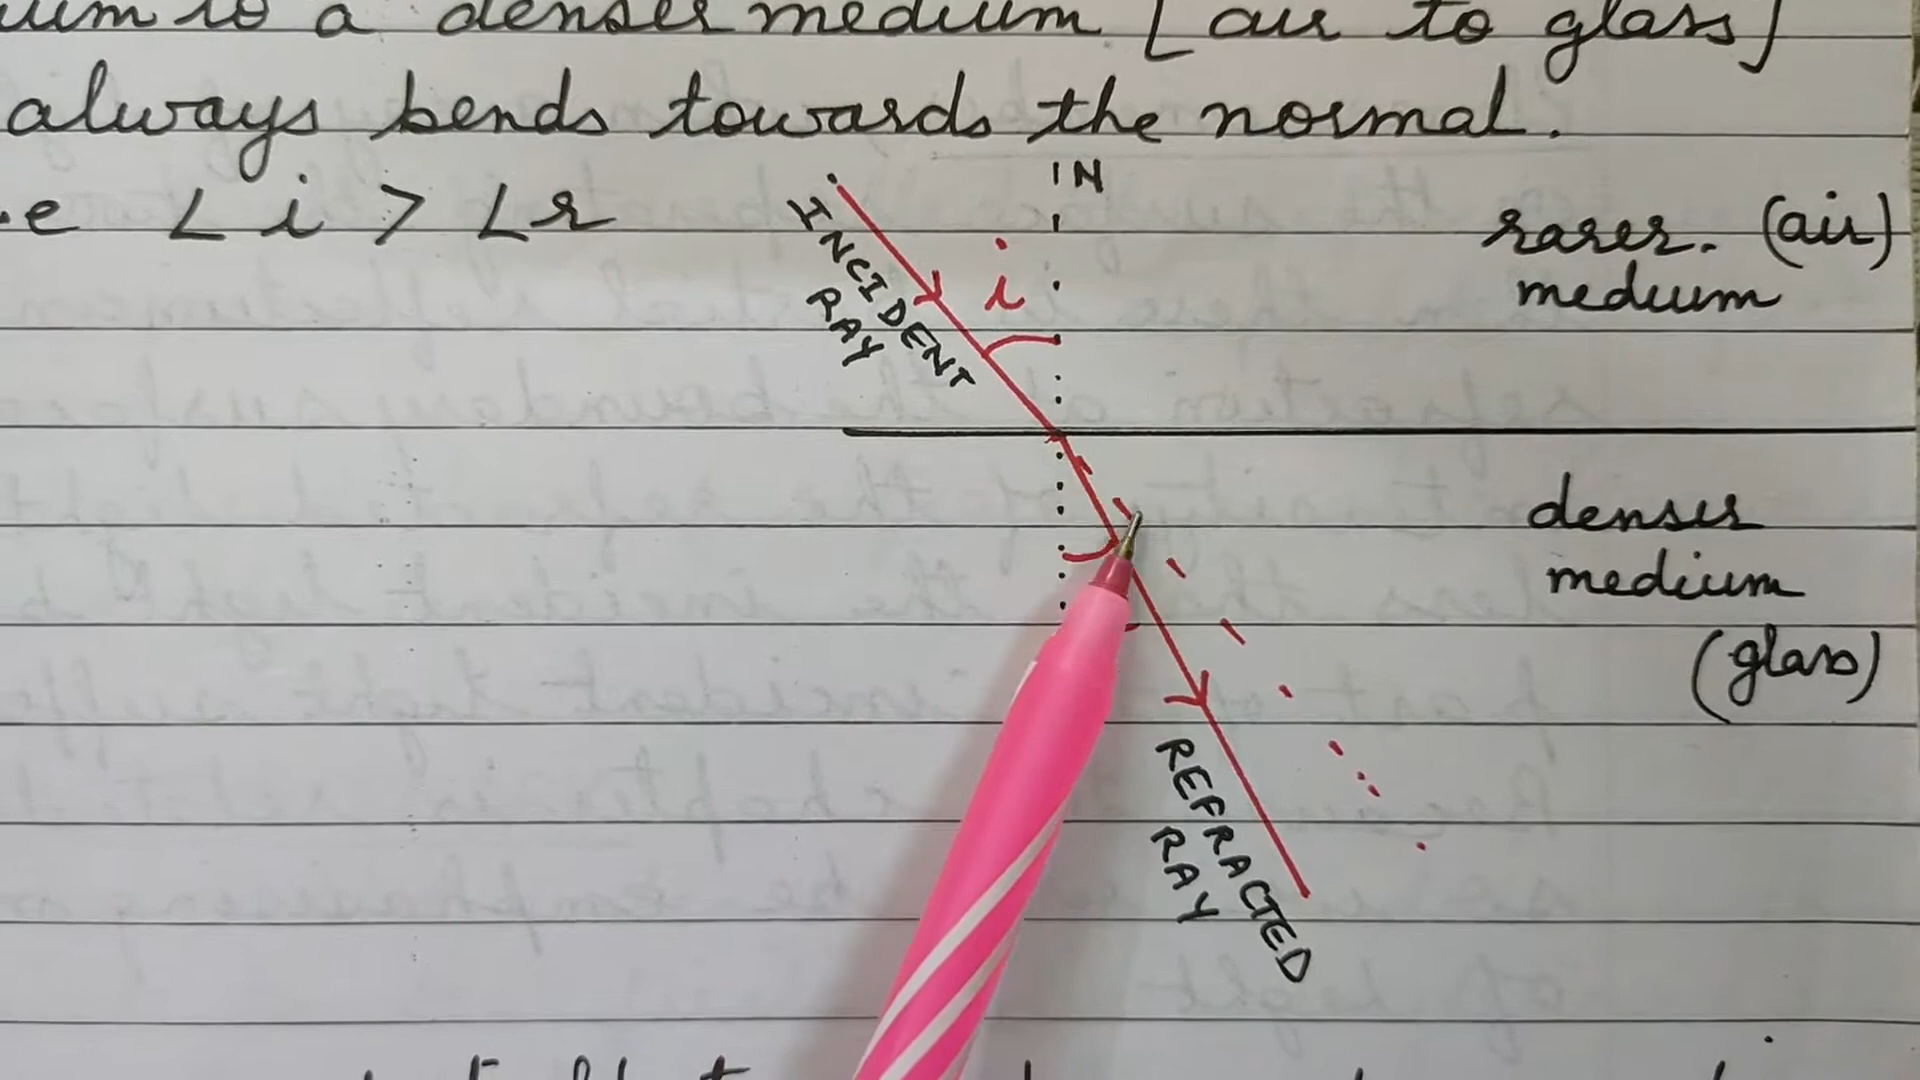 to a denser medium [air to glass]
always bends towards the normal.
.e ∠i > ∠r
N
INCIDENT
RAY
i
rarer. (air)
medium
denser
medium
(glass)
REFRACTED
RAY